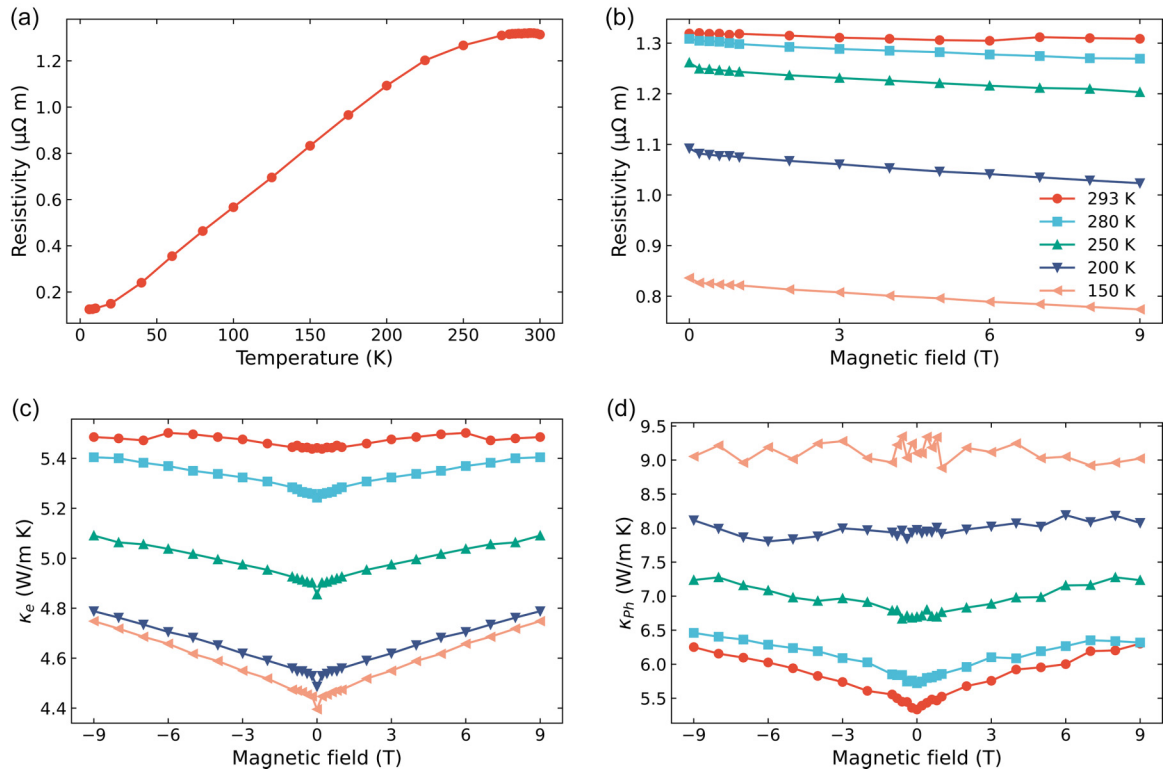 (a)
Resistivity (μΩ m)
1.2
1.0
0.8
0.6
0.4
0.2
0 50 100 150 200 250 300
Temperature (K)
(b)
Resistivity (μΩ m)
1.3
1.2
1.1
1.0
0.9
0.8
293 K
280 K
250 K
200 K
150 K
0 3 6 9
Magnetic field (T)
(c)
κe (W/m K)
5.4
5.2
5.0
4.8
4.6
4.4
−9 −6 −3 0 3 6 9
Magnetic field (T)
(d)
κPh (W/m K)
9.5
9.0
8.5
8.0
7.5
7.0
6.5
6.0
5.5
−9 −6 −3 0 3 6 9
Magnetic field (T)